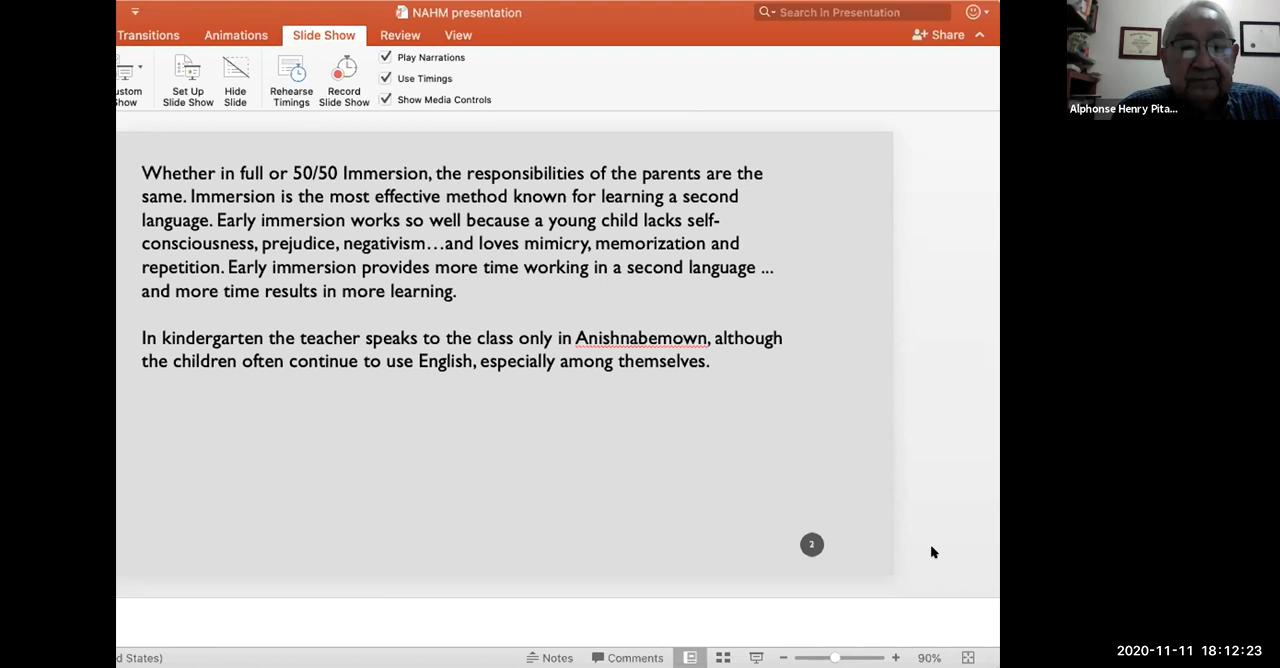 NAHM presentation
Search in Presentation
Transitions Animations Slide Show Review View Share
ustom Show
Set Up Slide Show
Hide Slide
Rehearse Timings
Record Slide Show
Play Narrations
Use Timings
Show Media Controls
Alphonse Henry Pita...
Whether in full or 50/50 Immersion, the responsibilities of the parents are the
same. Immersion is the most effective method known for learning a second
language. Early immersion works so well because a young child lacks self-
consciousness, prejudice, negativism…and loves mimicry, memorization and
repetition. Early immersion provides more time working in a second language ...
and more time results in more learning.
In kindergarten the teacher speaks to the class only in Anishnabemown, although
the children often continue to use English, especially among themselves.
2
d States) Notes Comments 90%
2020-11-11 18:12:23